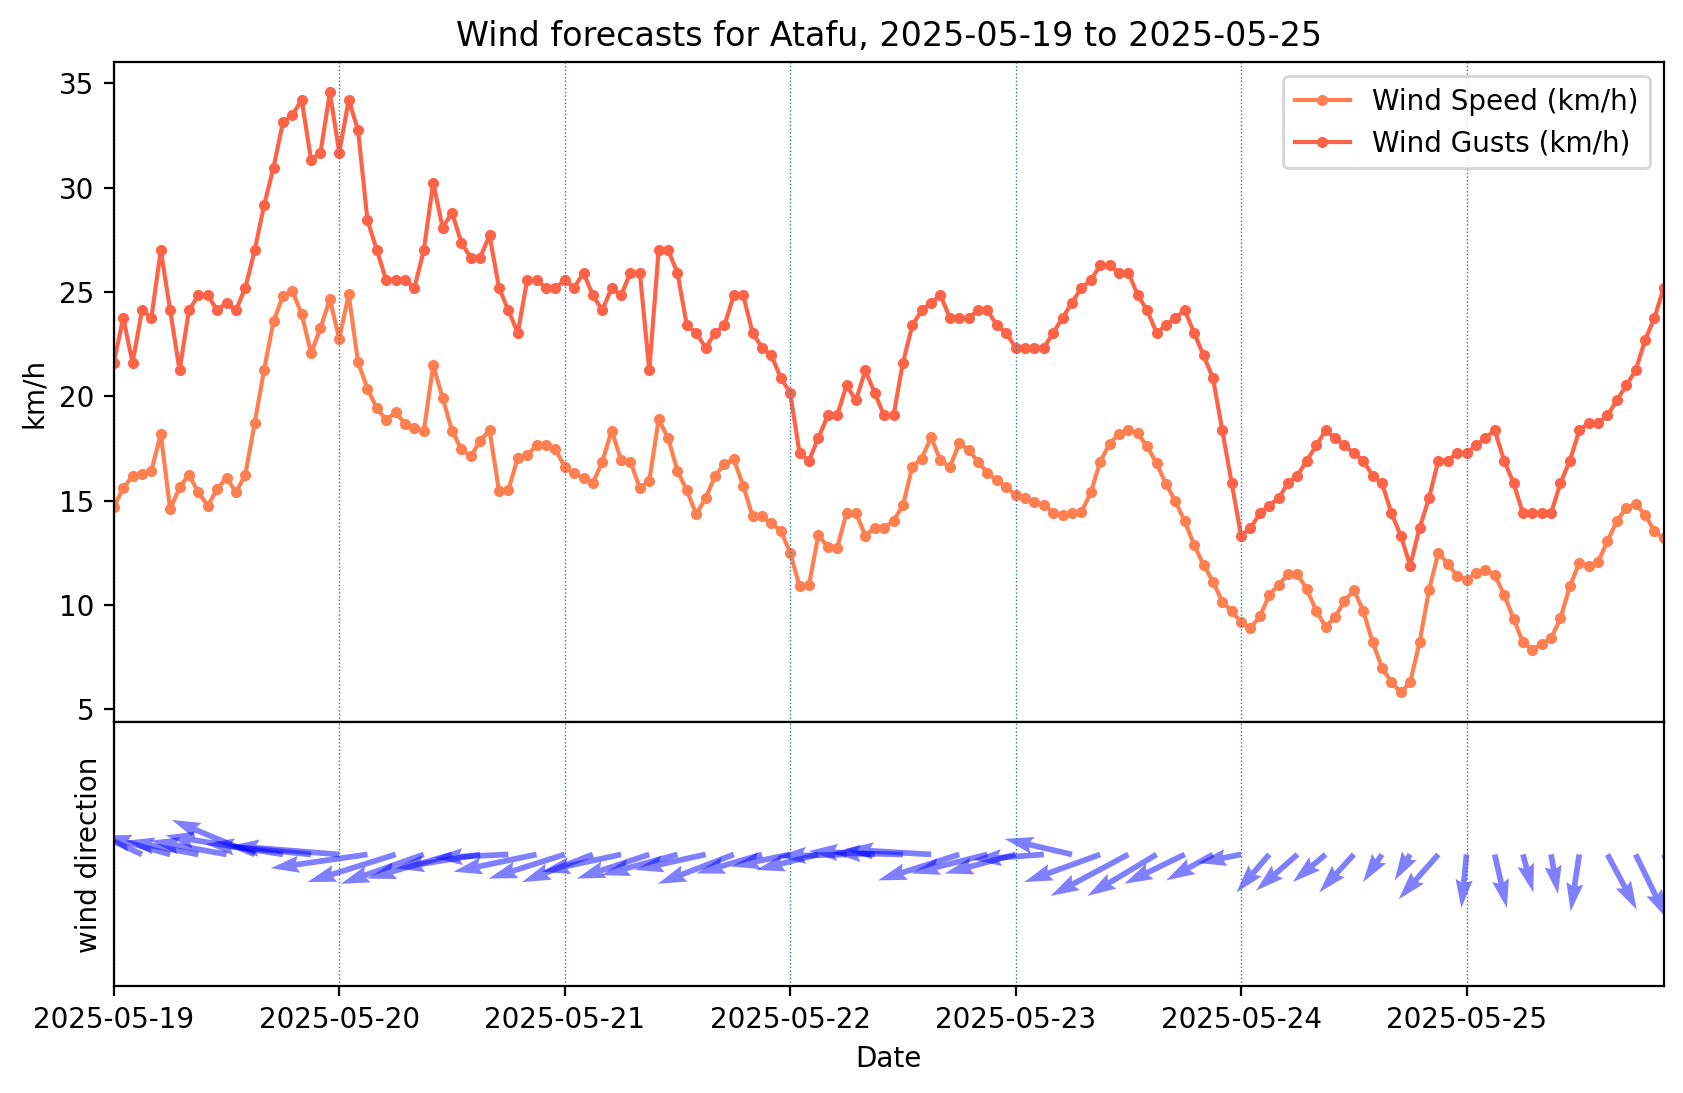 Wind forecasts for Atafu, 2025-05-19 to 2025-05-25
Wind Speed (km/h)
Wind Gusts (km/h)
35
30
25
20
15
10
5
km/h
wind direction
2025-05-19 2025-05-20 2025-05-21 2025-05-22 2025-05-23 2025-05-24 2025-05-25
Date